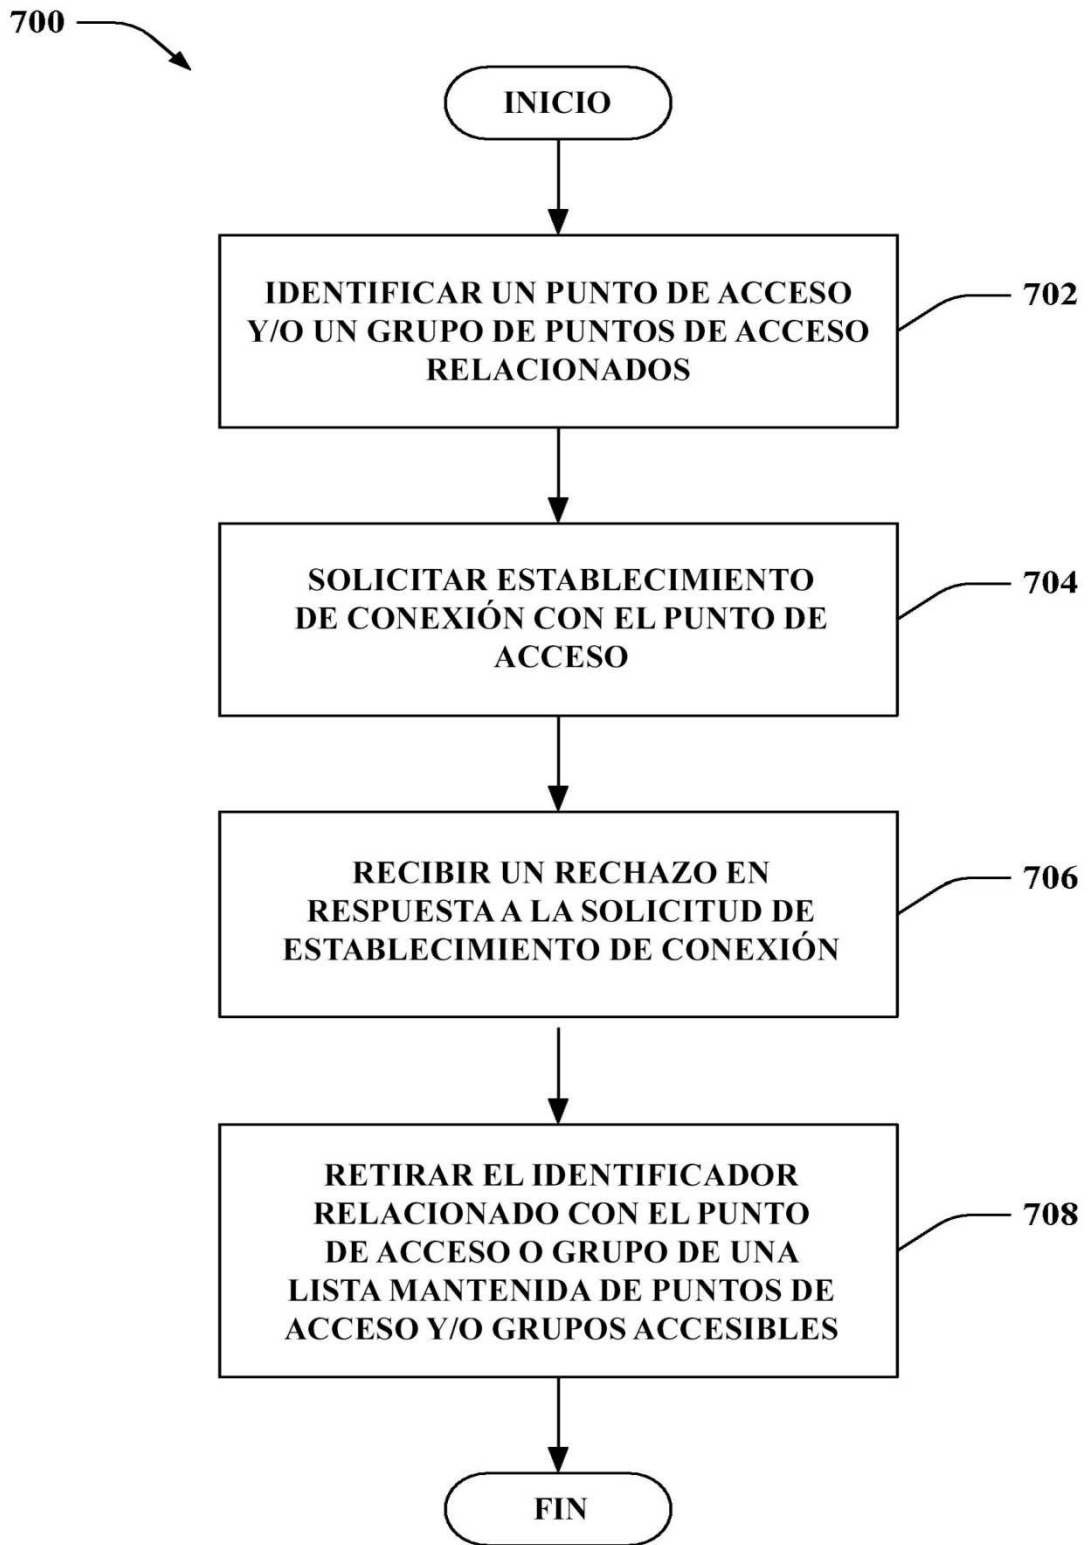 700
INICIO
IDENTIFICAR UN PUNTO DE ACCESO
Y/O UN GRUPO DE PUNTOS DE ACCESO
RELACIONADOS
702
SOLICITAR ESTABLECIMIENTO
DE CONEXIÓN CON EL PUNTO DE
ACCESO
704
RECIBIR UN RECHAZO EN
RESPUESTA A LA SOLICITUD DE
ESTABLECIMIENTO DE CONEXIÓN
706
RETIRAR EL IDENTIFICADOR
RELACIONADO CON EL PUNTO
DE ACCESO O GRUPO DE UNA
LISTA MANTENIDA DE PUNTOS DE
ACCESO Y/O GRUPOS ACCESIBLES
708
FIN